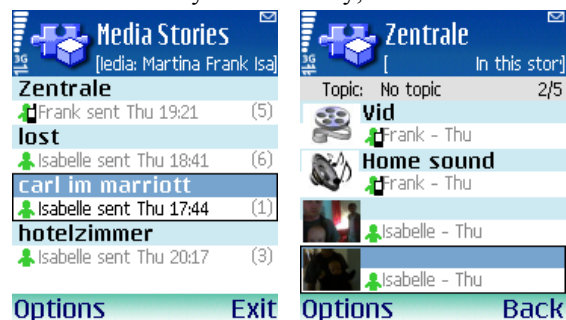 Media Stories
3G
[ledia: Martina Frank Isa]
Zentrale
Frank sent Thu 19:21 (5)
lost
Isabelle sent Thu 18:41 (6)
carl im marriott
Isabelle sent Thu 17:44 (1)
hotelzimmer
Isabelle sent Thu 20:17 (3)
Options Exit
Zentrale
3G
[ In this stor]
Topic: No topic 2/5
Vid
Frank - Thu
Home sound
Frank - Thu
Isabelle - Thu
Isabelle - Thu
Options Back